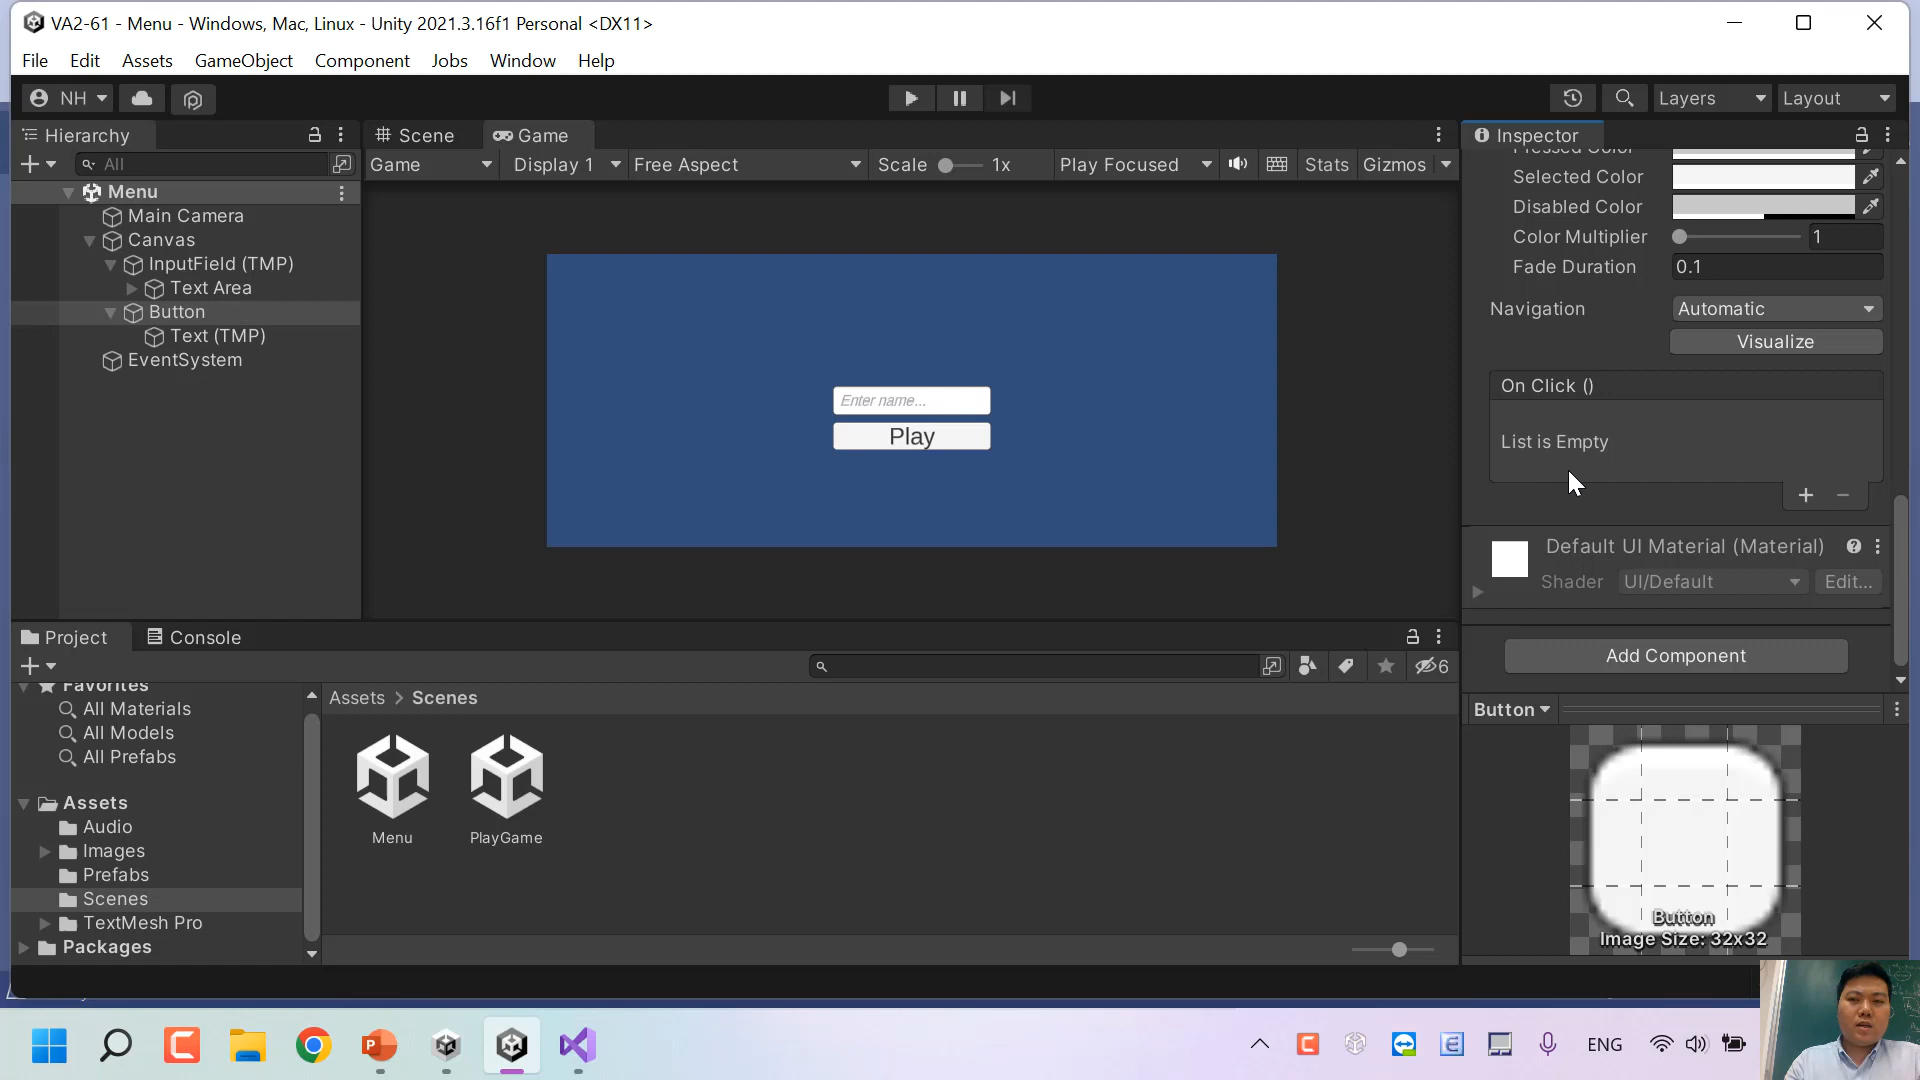 VA2-61 - Menu - Windows, Mac, Linux - Unity 2021.3.16f1 Personal <DX11>
File Edit Assets GameObject Component Jobs Window Help
NH Layers Layout
Hierarchy
All
Menu
Main Camera
Canvas
InputField (TMP)
Text Area
Button
Text (TMP)
EventSystem
Scene Game
Game Display 1 Free Aspect Scale 1x Play Focused Stats Gizmos
Enter name...
Play
Inspector
Pressed Color
Selected Color
Disabled Color
Color Multiplier 1
Fade Duration 0.1
Navigation Automatic
Visualize
On Click ()
List is Empty
+ −
Default UI Material (Material)
Shader UI/Default Edit...
Add Component
Button
Button
Image Size: 32x32
Project Console
6
Favorites
All Materials
All Models
All Prefabs
Assets
Audio
Images
Prefabs
Scenes
TextMesh Pro
Packages
Assets > Scenes
Menu PlayGame
ENG